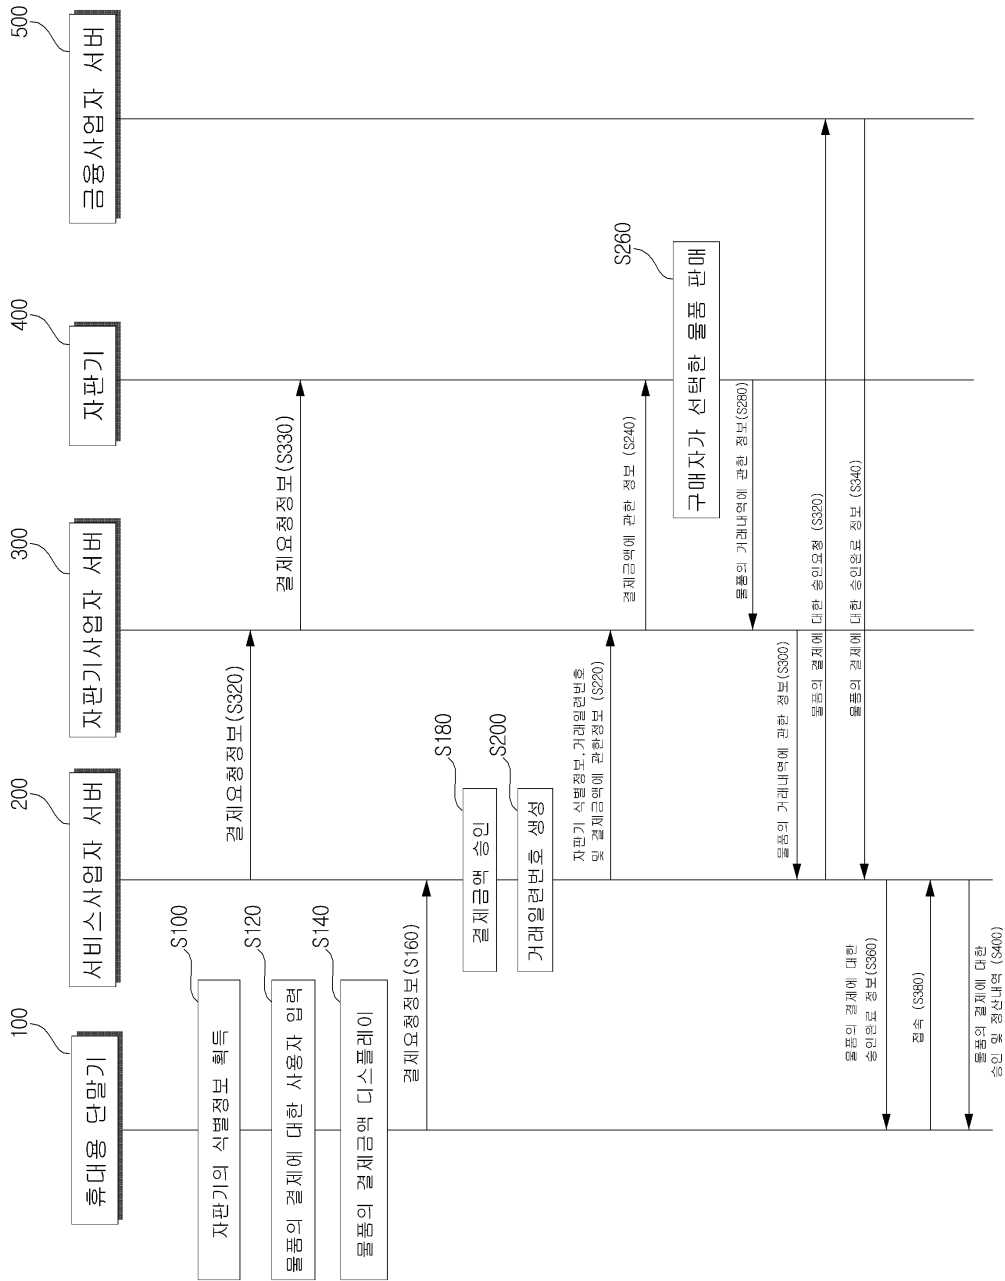 100
휴대용 단말기
200
서비스사업자 서버
300
자판기사업자 서버
400
자판기
500
금융사업자 서버
S100
자판기의 식별정보 획득
결제요청정보(S320)
S120
물품의 결제에 대한 사용자 입력
결제요청정보(S330)
S140
물품의 결제금액 디스플레이
결제요청정보(S160)
S180
결제금액 승인
S200
거래일련번호 생성
자판기 식별정보,거래일련번호
및 결제금액에 관한정보 (S220)
결제금액에 관한 정보 (S240)
S260
구매자가 선택한 물품 판매
물품의 거래내역에 관한 정보(S280)
물품의 거래내역에 관한 정보(S300)
물품의 결제에 대한 승인요청 (S320)
물품의 결제에 대한 승인완료 정보 (S340)
물품의 결제에 대한
승인완료 정보(S360)
접속 (S380)
물품의 결제에 대한
승인 및 정산내역 (S400)